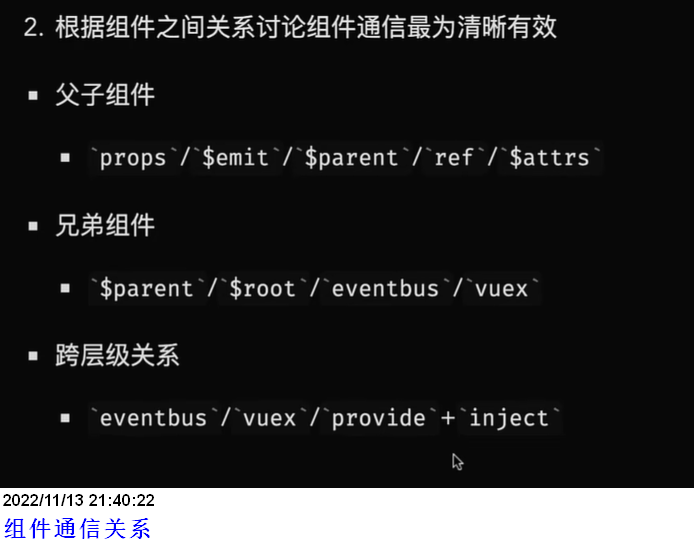 2. 根据组件之间关系讨论组件通信最为清晰有效
▪ 父子组件
▪ `props`/`$emit`/`$parent`/`ref`/`$attrs`
▪ 兄弟组件
▪ `$parent`/`$root`/`eventbus`/`vuex`
▪ 跨层级关系
▪ `eventbus`/`vuex`/`provide`+`inject`
2022/11/13 21:40:22
组件通信关系